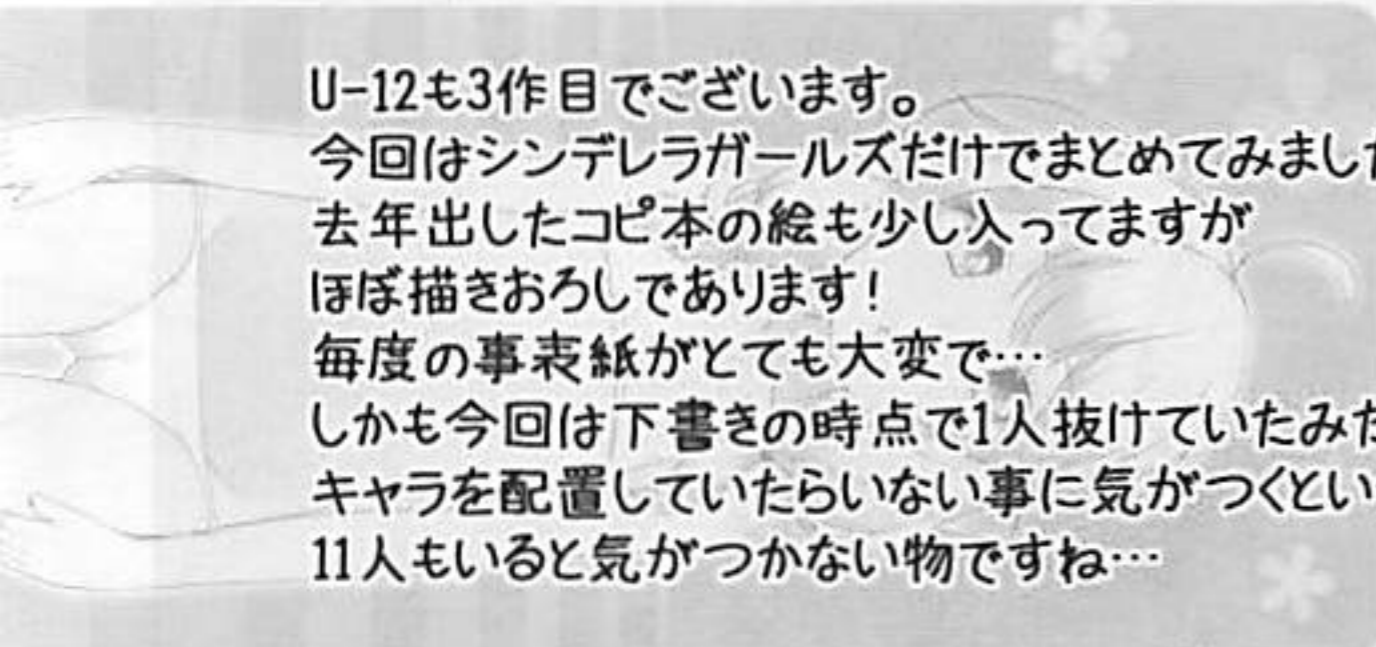 U-12も3作目でございます。
今回はシンデレラガールズだけでまとめてみまし
去年出したコピ本の絵も少し入ってますが
ほぼ描きおろしであります!
毎度の事表紙がとても大変で…
しかも今回は下書きの時点で1人抜けていたみ
キャラを配置していたらいない事に気がつくとい
11人もいると気がつかない物ですね…